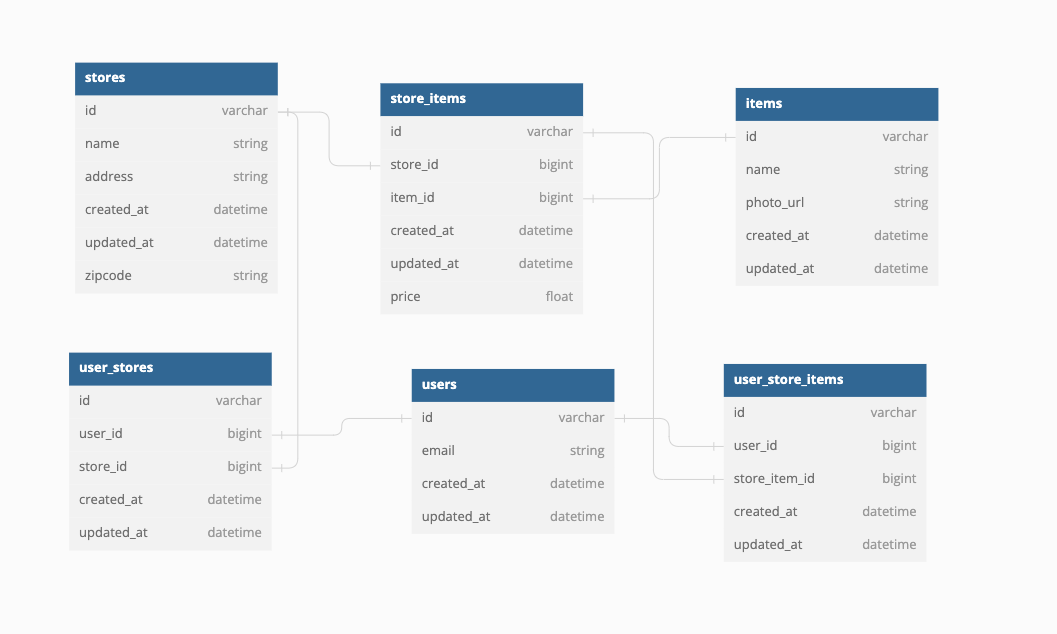 stores
id varchar
name string
address string
created_at datetime
updated_at datetime
zipcode string
store_items
id varchar
store_id bigint
item_id bigint
created_at datetime
updated_at datetime
price float
items
id varchar
name string
photo_url string
created_at datetime
updated_at datetime
user_stores
id varchar
user_id bigint
store_id bigint
created_at datetime
updated_at datetime
users
id varchar
email string
created_at datetime
updated_at datetime
user_store_items
id varchar
user_id bigint
store_item_id bigint
created_at datetime
updated_at datetime